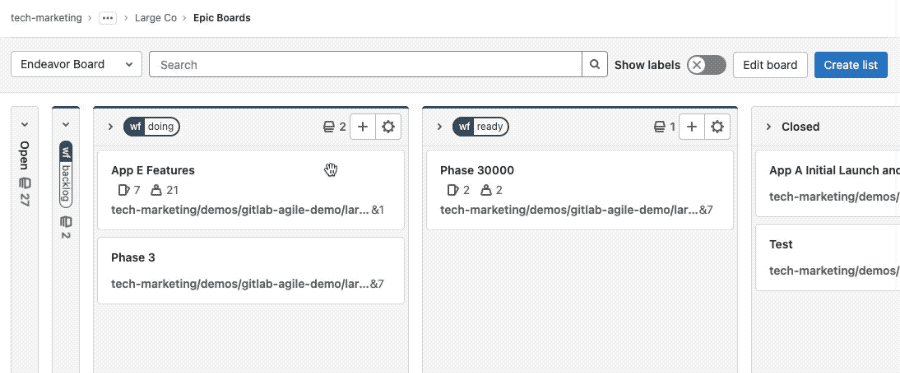 tech-marketing > ... > Large Co > Epic Boards
Endeavor Board
Search
Show labels
Edit board
Create list
Open 27
wf backlog 2
wf doing
2
App E Features
7 21
tech-marketing/demos/gitlab-agile-demo/lar...&1
Phase 3
tech-marketing/demos/gitlab-agile-demo/lar...&7
wf ready
1
Phase 30000
2 2
tech-marketing/demos/gitlab-agile-demo/lar...&7
Closed
App A Initial Launch and
tech-marketing/demos/gitlab-
Test
tech-marketing/demos/gitlab-